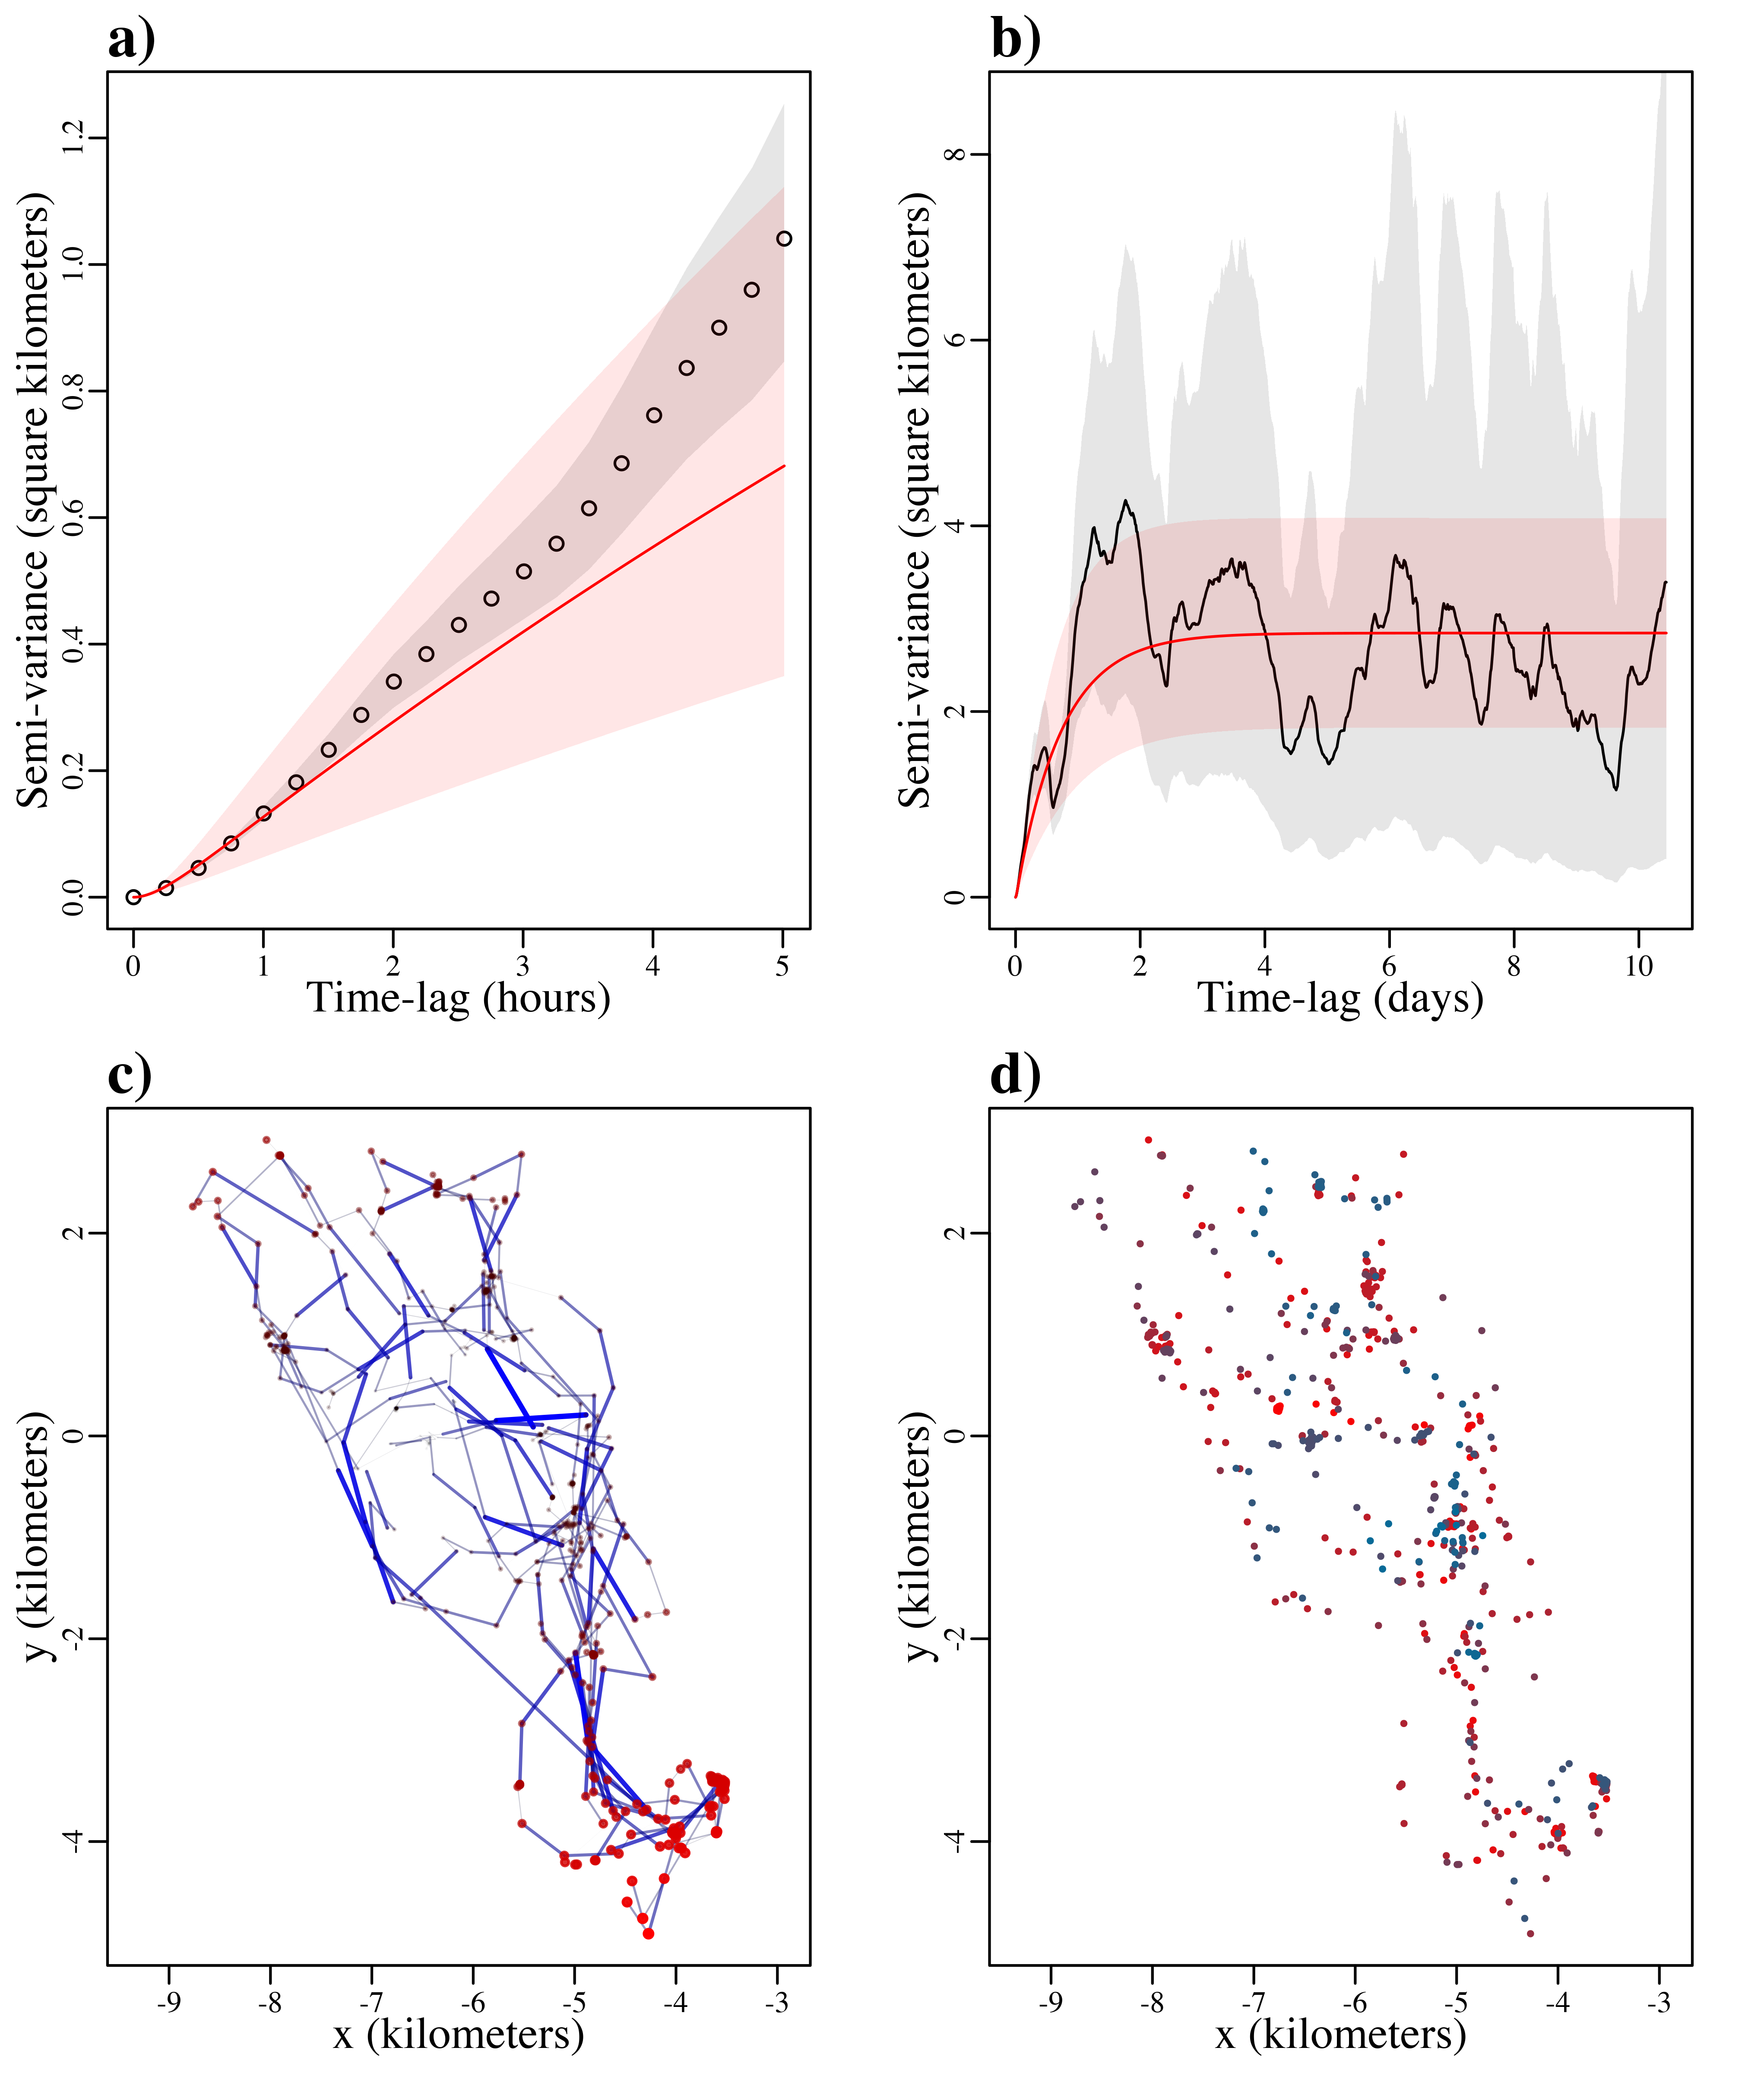 a)
Semi-variance (square kilometers)
1.2
1.0
0.8
0.6
0.4
0.2
0.0
0 1 2 3 4 5
Time-lag (hours)
b)
Semi-variance (square kilometers)
8
6
4
2
0
0 2 4 6 8 10
Time-lag (days)
c)
y (kilometers)
2
0
-2
-4
-9 -8 -7 -6 -5 -4 -3
x (kilometers)
d)
y (kilometers)
2
0
-2
-4
-9 -8 -7 -6 -5 -4 -3
x (kilometers)